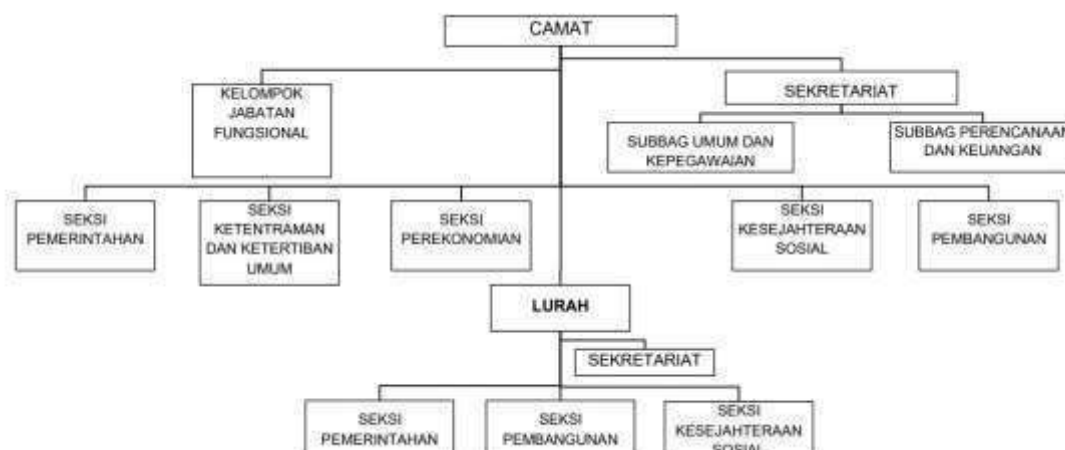 CAMAT
KELOMPOK
JABATAN
FUNGSIONAL
SEKRETARIAT
SUBBAG UMUM DAN
KEPEGAWAIAN
SUBBAG PERENCANAAN
DAN KEUANGAN
SEKSI
PEMERINTAHAN
SEKSI
KETENTRAMAN
DAN KETERTIBAN
UMUM
SEKSI
PEREKONOMIAN
SEKSI
KESEJAHTERAAN
SOSIAL
SEKSI
PEMBANGUNAN
LURAH
SEKRETARIAT
SEKSI
PEMERINTAHAN
SEKSI
PEMBANGUNAN
SEKSI
KESEJAHTERAAN
SOSIAL